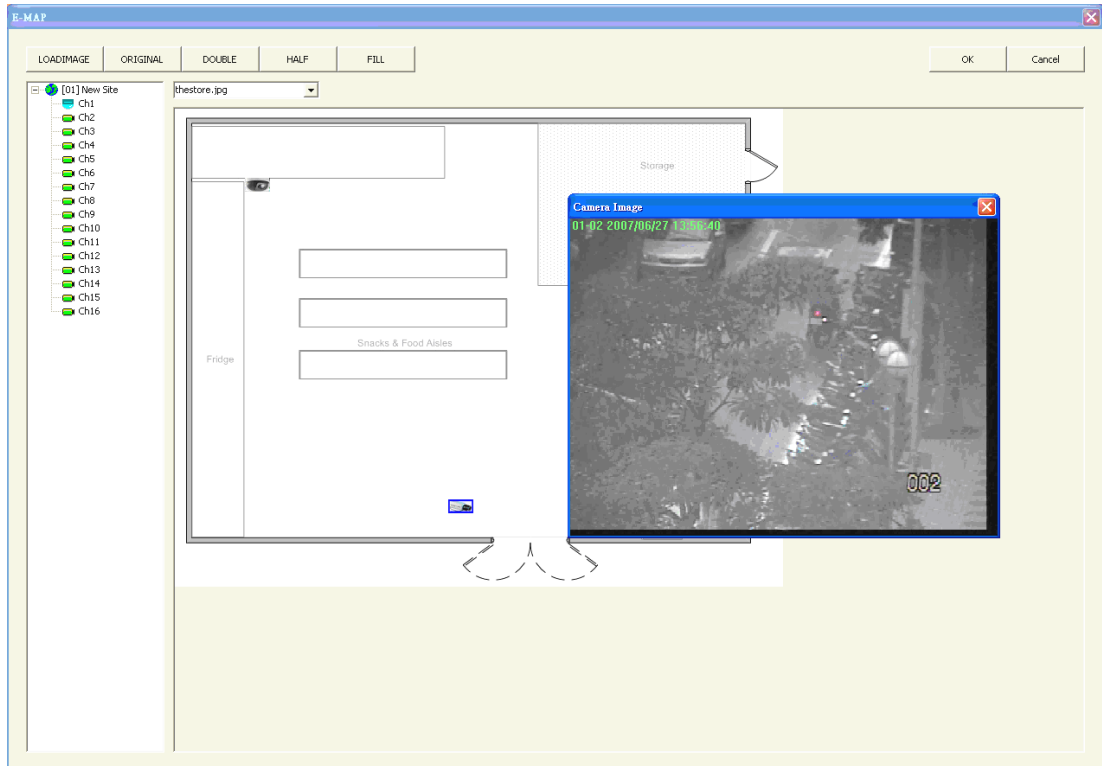 E-MAP
LOADIMAGE ORIGINAL DOUBLE HALF FILL OK Cancel
[01] New Site
Ch1
Ch2
Ch3
Ch4
Ch5
Ch6
Ch7
Ch8
Ch9
Ch10
Ch11
Ch12
Ch13
Ch14
Ch15
Ch16
thestore.jpg
Storage
Camera Image
01-02 2007/06/27 13:56:40
Snacks & Food Aisles
Fridge
002